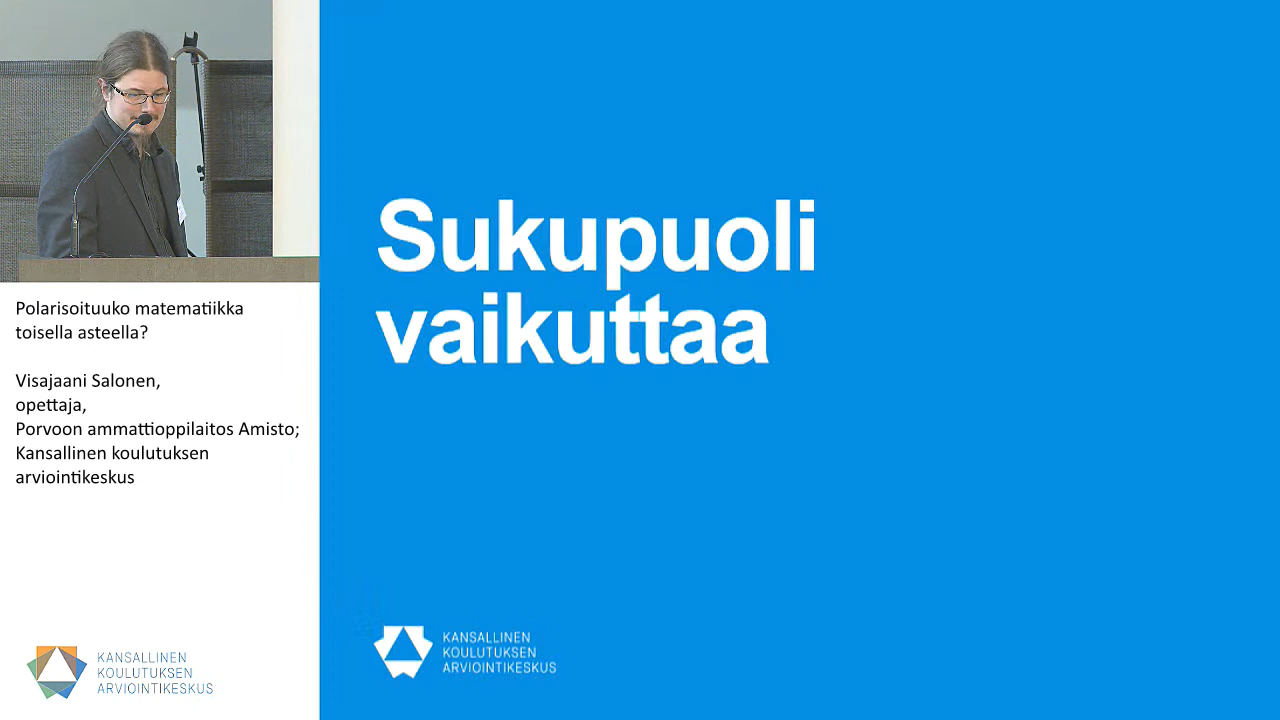 Polarisoituuko matematiikka
toisella asteella?
Visajaani Salonen,
opettaja,
Porvoon ammattioppilaitos Amisto;
Kansallinen koulutuksen
arviointikeskus
KANSALLINEN
KOULUTUKSEN
ARVIOINTIKESKUS
Sukupuoli
vaikuttaa
KANSALLINEN
KOULUTUKSEN
ARVIOINTIKESKUS